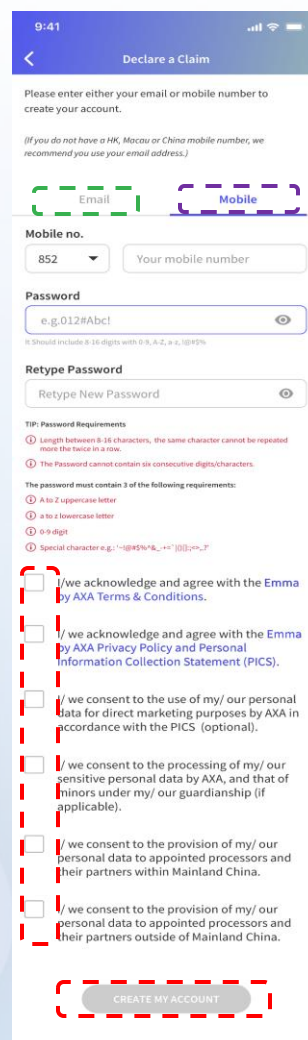 9:41
Declare a Claim
Please enter either your email or mobile number to
create your account.
(If you do not have a HK, Macau or China mobile number, we
recommend you use your email address.)
Email Mobile
Mobile no.
852 Your mobile number
Password
e.g.012#Abc!
It Should include 8-16 digits with 0-9, A-Z, a-z, !@#$%
Retype Password
Retype New Password
TIP: Password Requirements
Length between 8-16 characters, the same character cannot be repeated
more the twice in a row.
The Password cannot contain six consecutive digits/characters.
The password must contain 3 of the following requirements:
A to Z uppercase letter
a to z lowercase letter
0-9 digit
Special character e.g.:
I/we acknowledge and agree with the Emma
by AXA Terms & Conditions.
I/ we acknowledge and agree with the Emma
by AXA Privacy Policy and Personal
Information Collection Statement (PICS).
I/ we consent to the use of my/ our personal
data for direct marketing purposes by AXA in
accordance with the PICS (optional).
I/ we consent to the processing of my/ our
sensitive personal data by AXA, and that of
minors under my/ our guardianship (if
applicable).
I/ we consent to the provision of my/ our
personal data to appointed processors and
their partners within Mainland China.
I/ we consent to the provision of my/ our
personal data to appointed processors and
their partners outside of Mainland China.
CREATE MY ACCOUNT